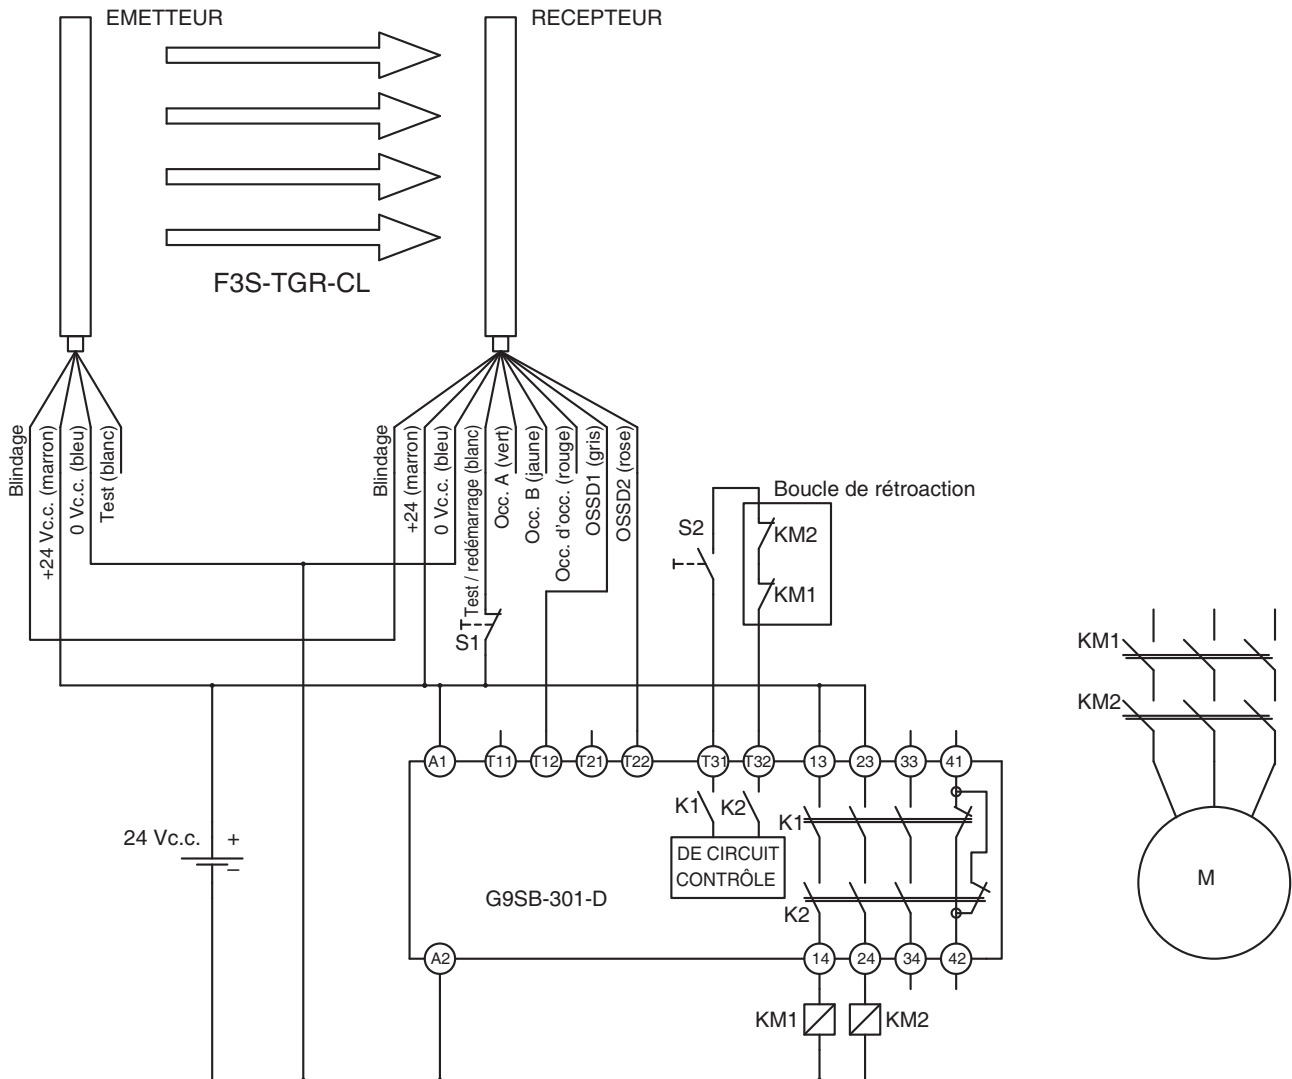 EMETTEUR
RECEPTEUR
F3S-TGR-CL
Blindage
+24 Vc.c. (marron)
0 Vc.c. (bleu)
Test (blanc)
Blindage
+24 (marron)
0 Vc.c. (bleu)
Test / redémarrage (blanc)
Occ. A (vert)
Occ. B (jaune)
Occ. d'occ. (rouge)
OSSD1 (gris)
OSSD2 (rose)
Boucle de rétroaction
S2
KM2
KM1
S1
KM1
KM2
M
A1
T11
T12
T21
T22
T31
T32
13
23
33
41
K1
K2
K1
DE CIRCUIT
CONTRÔLE
K2
24 Vc.c.
+
–
G9SB-301-D
A2
14
24
34
42
KM1
KM2